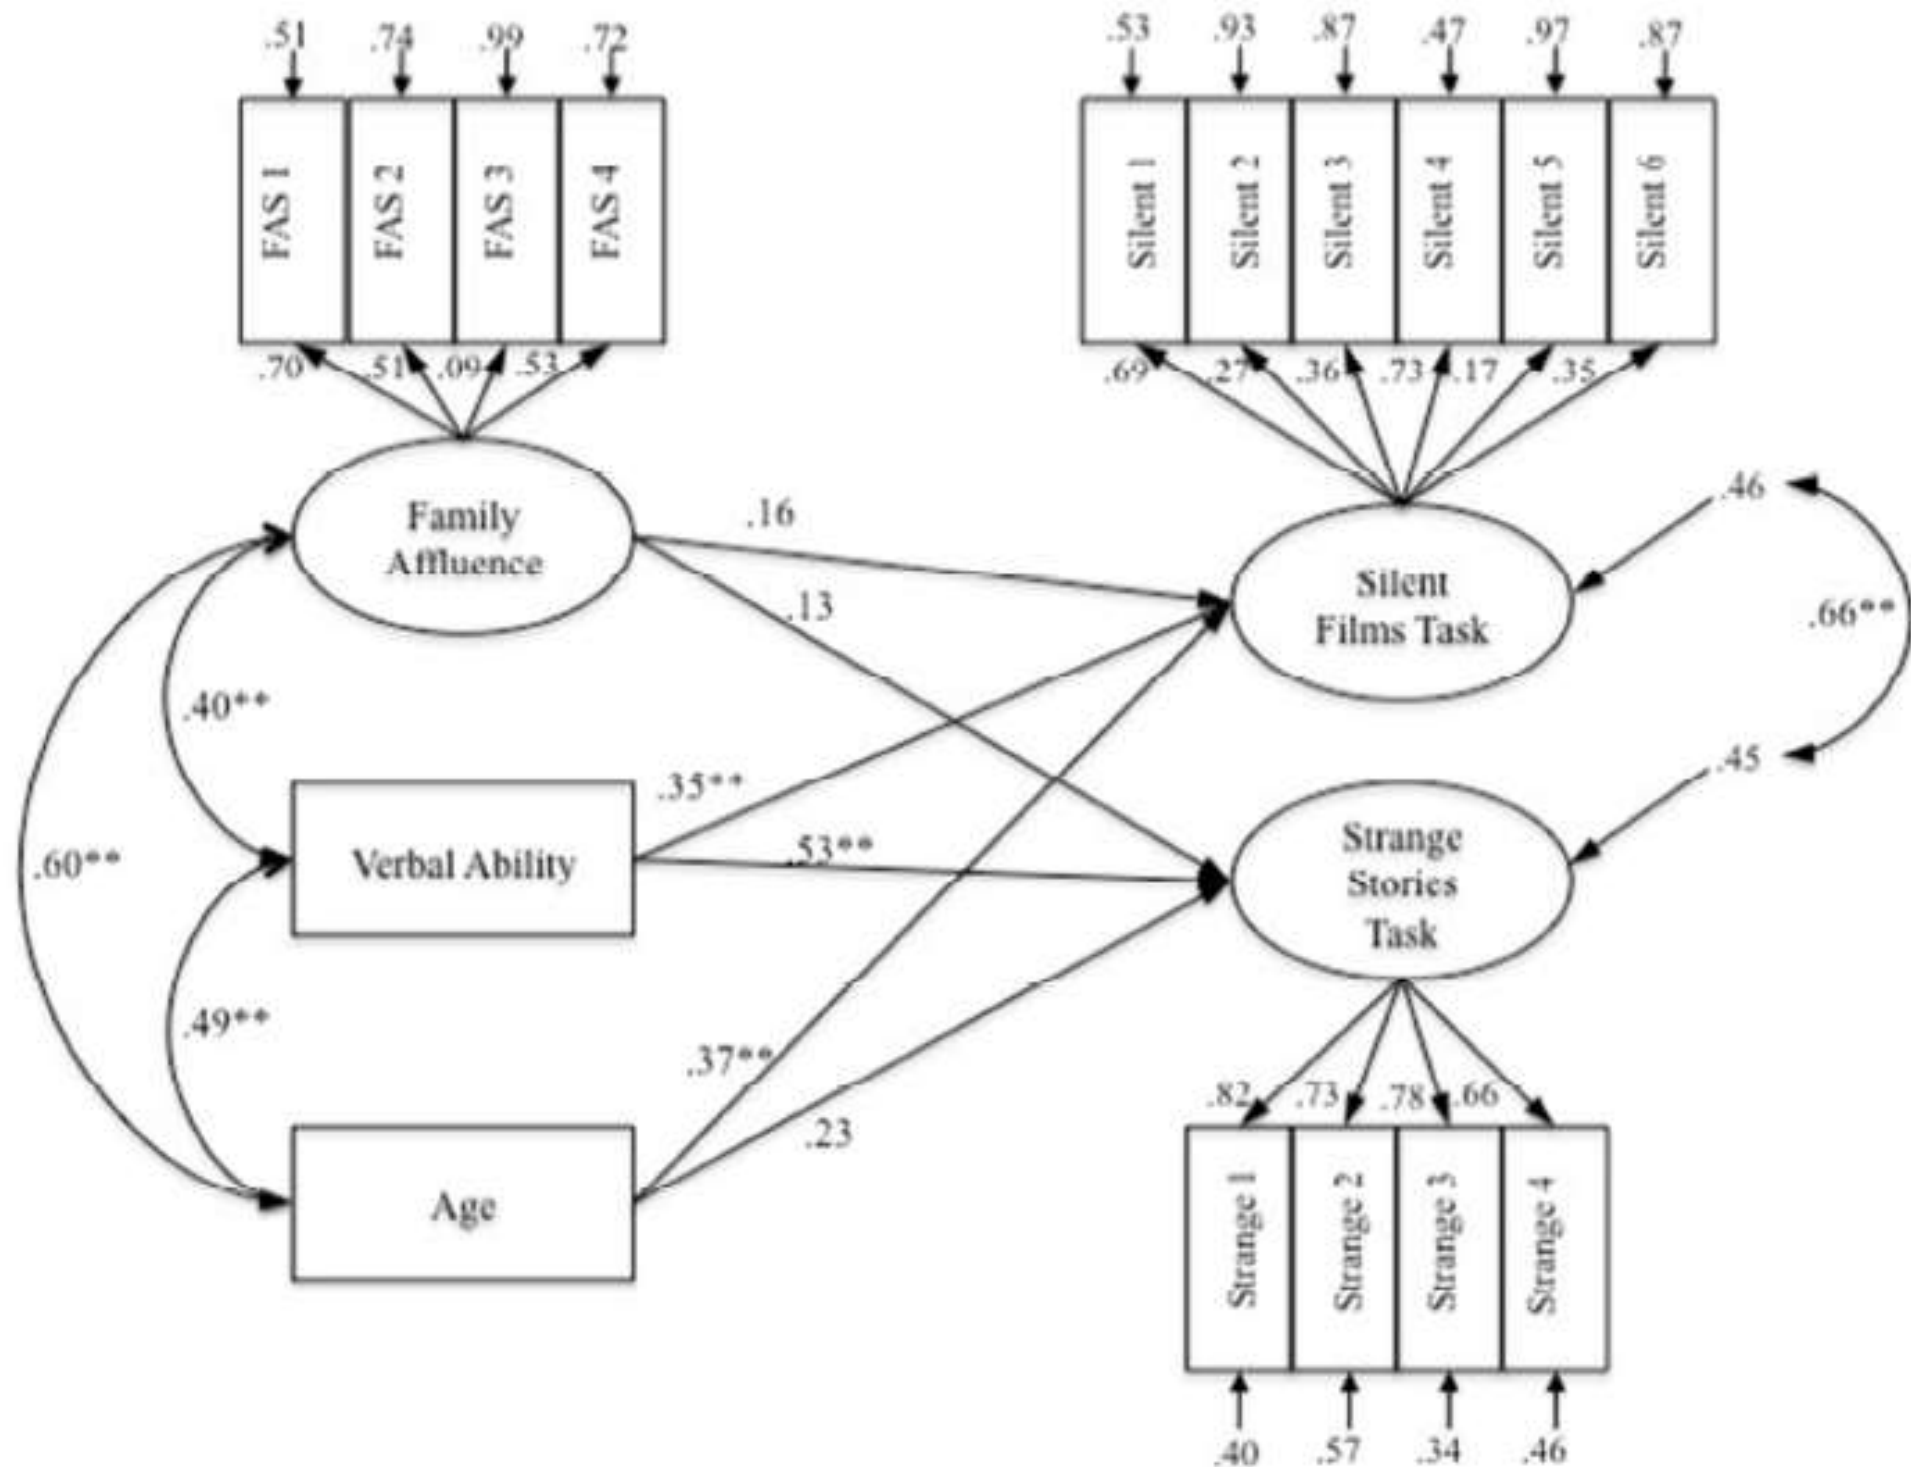 .51 .74 .99 .72
FAS 1 FAS 2 FAS 3 FAS 4
.70 .51 .09 .53
.53 .93 .87 .47 .97 .87
Silent 1 Silent 2 Silent 3 Silent 4 Silent 5 Silent 6
.69 .27 .36 .73 .17 .35
Family
Affluence
.16
.13
Silent
Films Task
.46
.66**
.45
.40**
.35**
.53**
Verbal Ability
.60**
Strange
Stories
Task
.49**
.37**
.23
Age
.82 .73 .78 .66
Strange 1 Strange 2 Strange 3 Strange 4
.40 .57 .34 .46